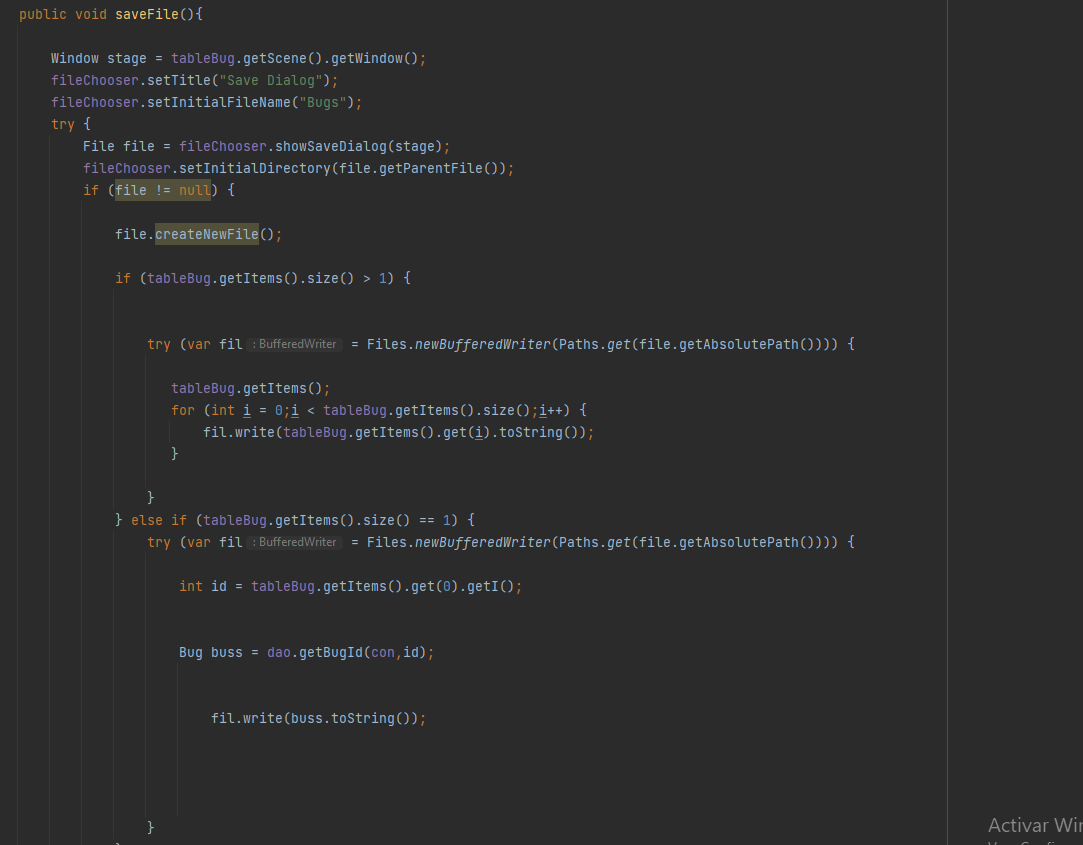 public void saveFile(){
Window stage = tableBug.getScene().getWindow();
fileChooser.setTitle("Save Dialog");
fileChooser.setInitialFileName("Bugs");
try {
File file = fileChooser.showSaveDialog(stage);
fileChooser.setInitialDirectory(file.getParentFile());
if (file != null) {
file.createNewFile();
if (tableBug.getItems().size() > 1) {
try (var fil : BufferedWriter = Files.newBufferedWriter(Paths.get(file.getAbsolutePath()))) {
tableBug.getItems();
for (int i = 0;i < tableBug.getItems().size();i++) {
fil.write(tableBug.getItems().get(i).toString());
}
}
} else if (tableBug.getItems().size() == 1) {
try (var fil : BufferedWriter = Files.newBufferedWriter(Paths.get(file.getAbsolutePath()))) {
int id = tableBug.getItems().get(0).getI();
Bug buss = dao.getBugId(con,id);
fil.write(buss.toString());
}
Activar Wi